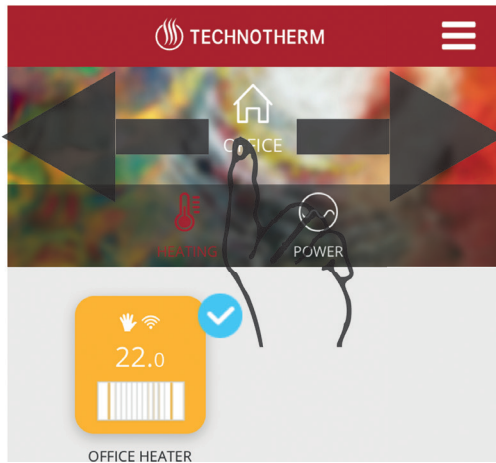 TECHNOTHERM
OFFICE
HEATING POWER
22.0
OFFICE HEATER